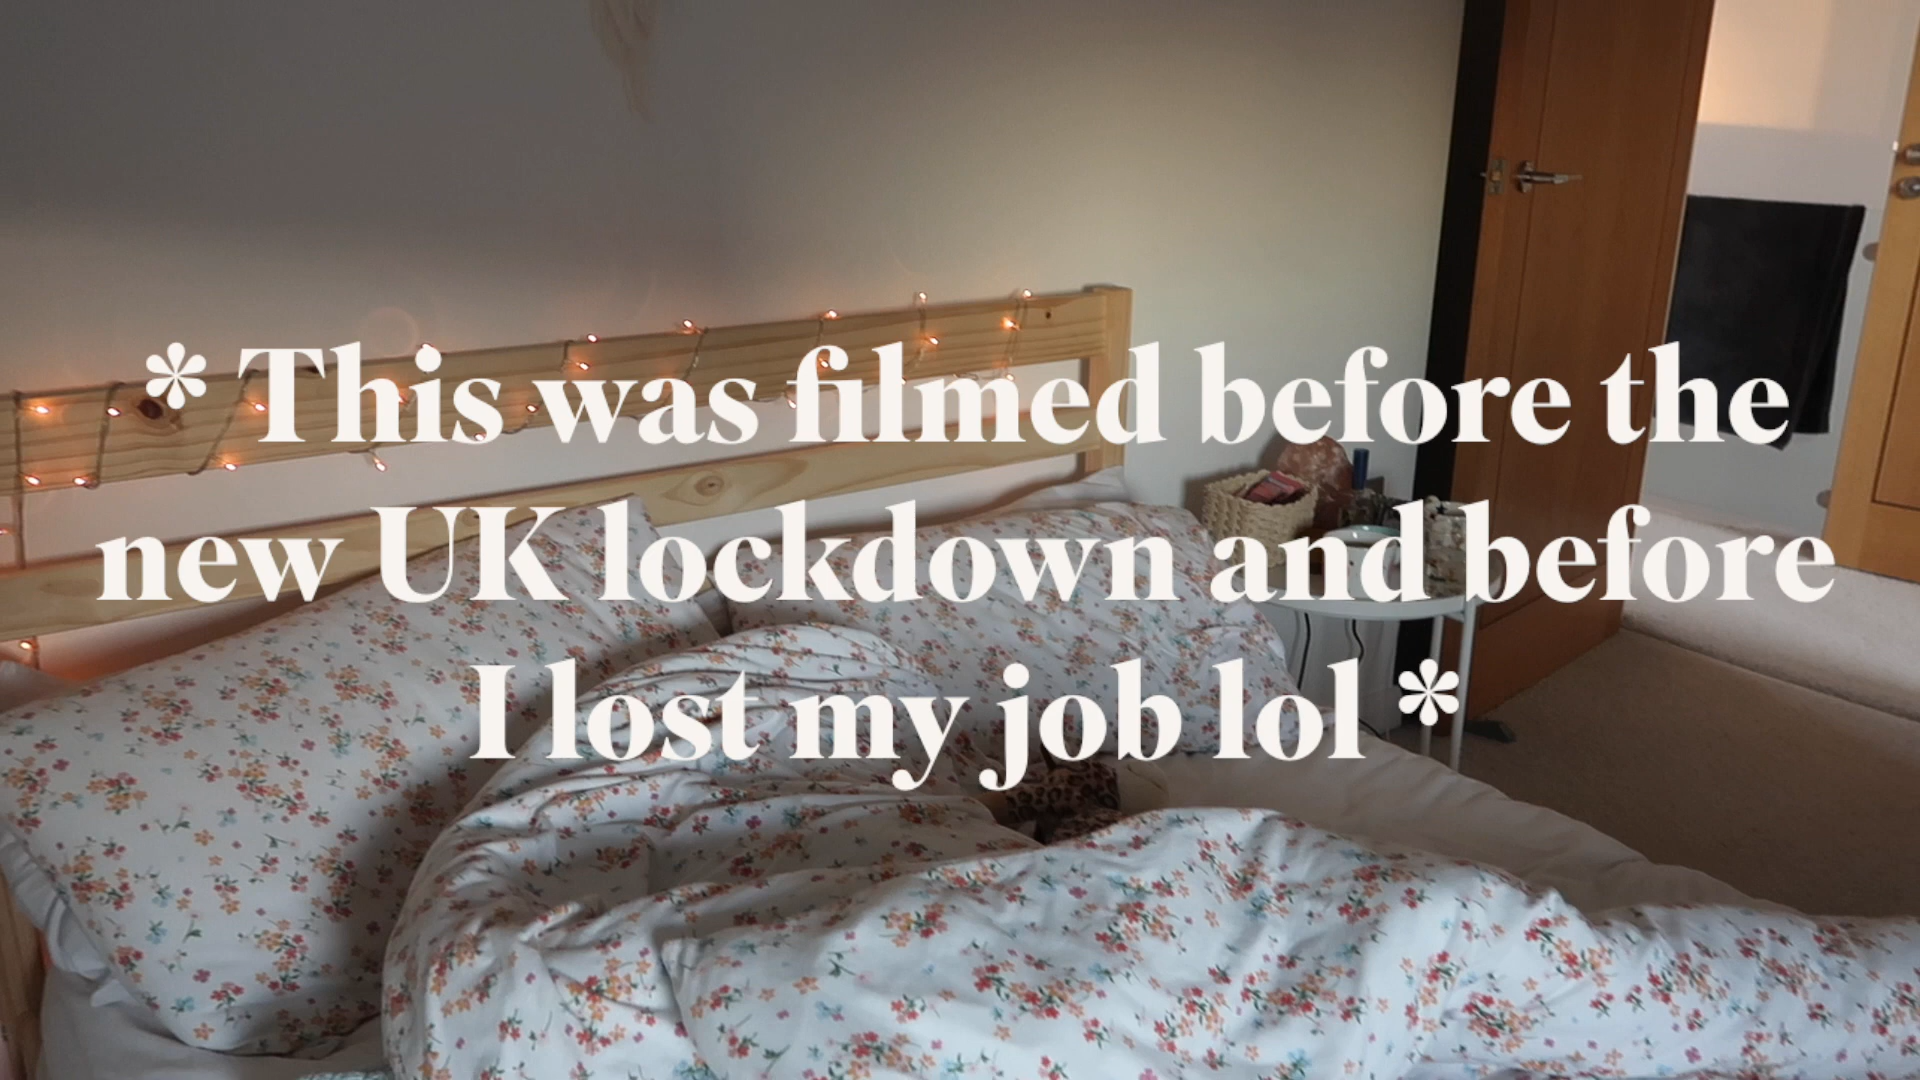 * This was filmed before the
new UK lockdown and before
I lost my job lol *